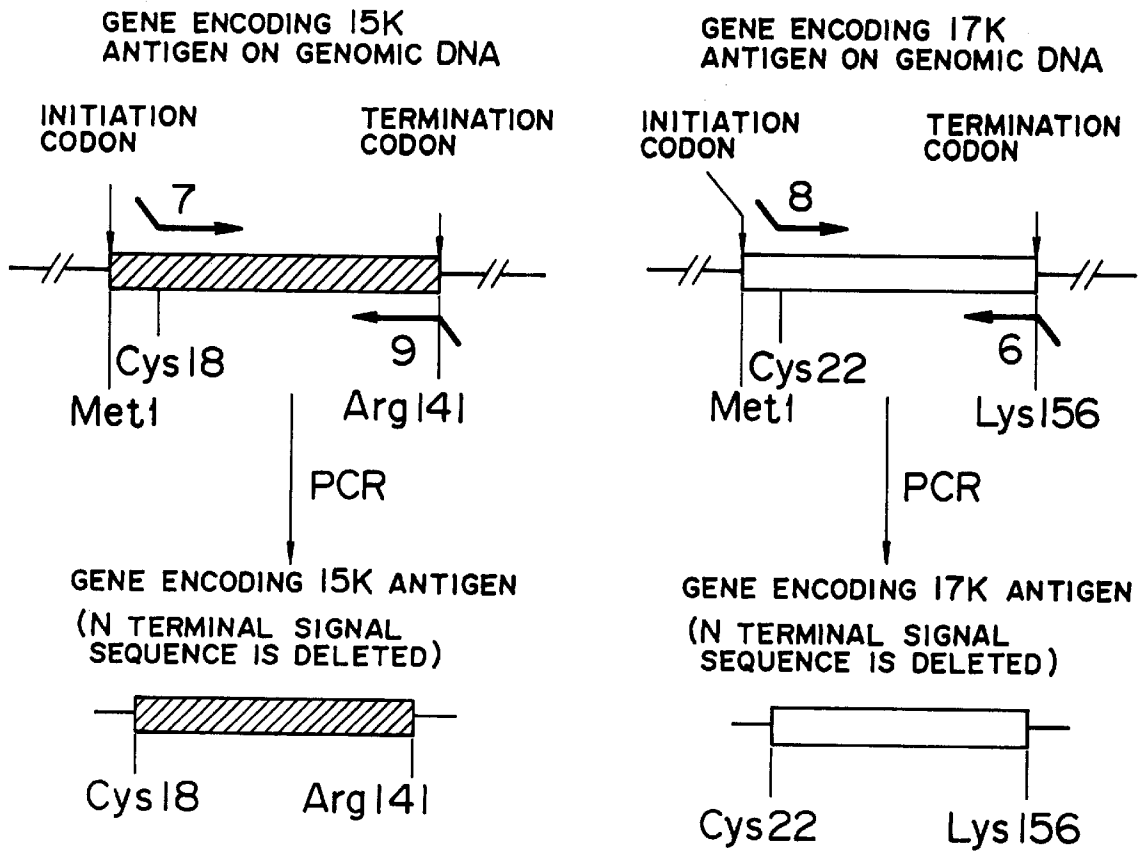 GENE ENCODING 15K
ANTIGEN ON GENOMIC DNA
INITIATION
CODON
TERMINATION
CODON
7
9
Cys18
Met1
Arg141
PCR
GENE ENCODING 15K ANTIGEN
(N TERMINAL SIGNAL
SEQUENCE IS DELETED)
Cys18
Arg141
GENE ENCODING 17K
ANTIGEN ON GENOMIC DNA
INITIATION
CODON
TERMINATION
CODON
8
6
Cys22
Met1
Lys156
PCR
GENE ENCODING 17K ANTIGEN
(N TERMINAL SIGNAL
SEQUENCE IS DELETED)
Cys22
Lys156